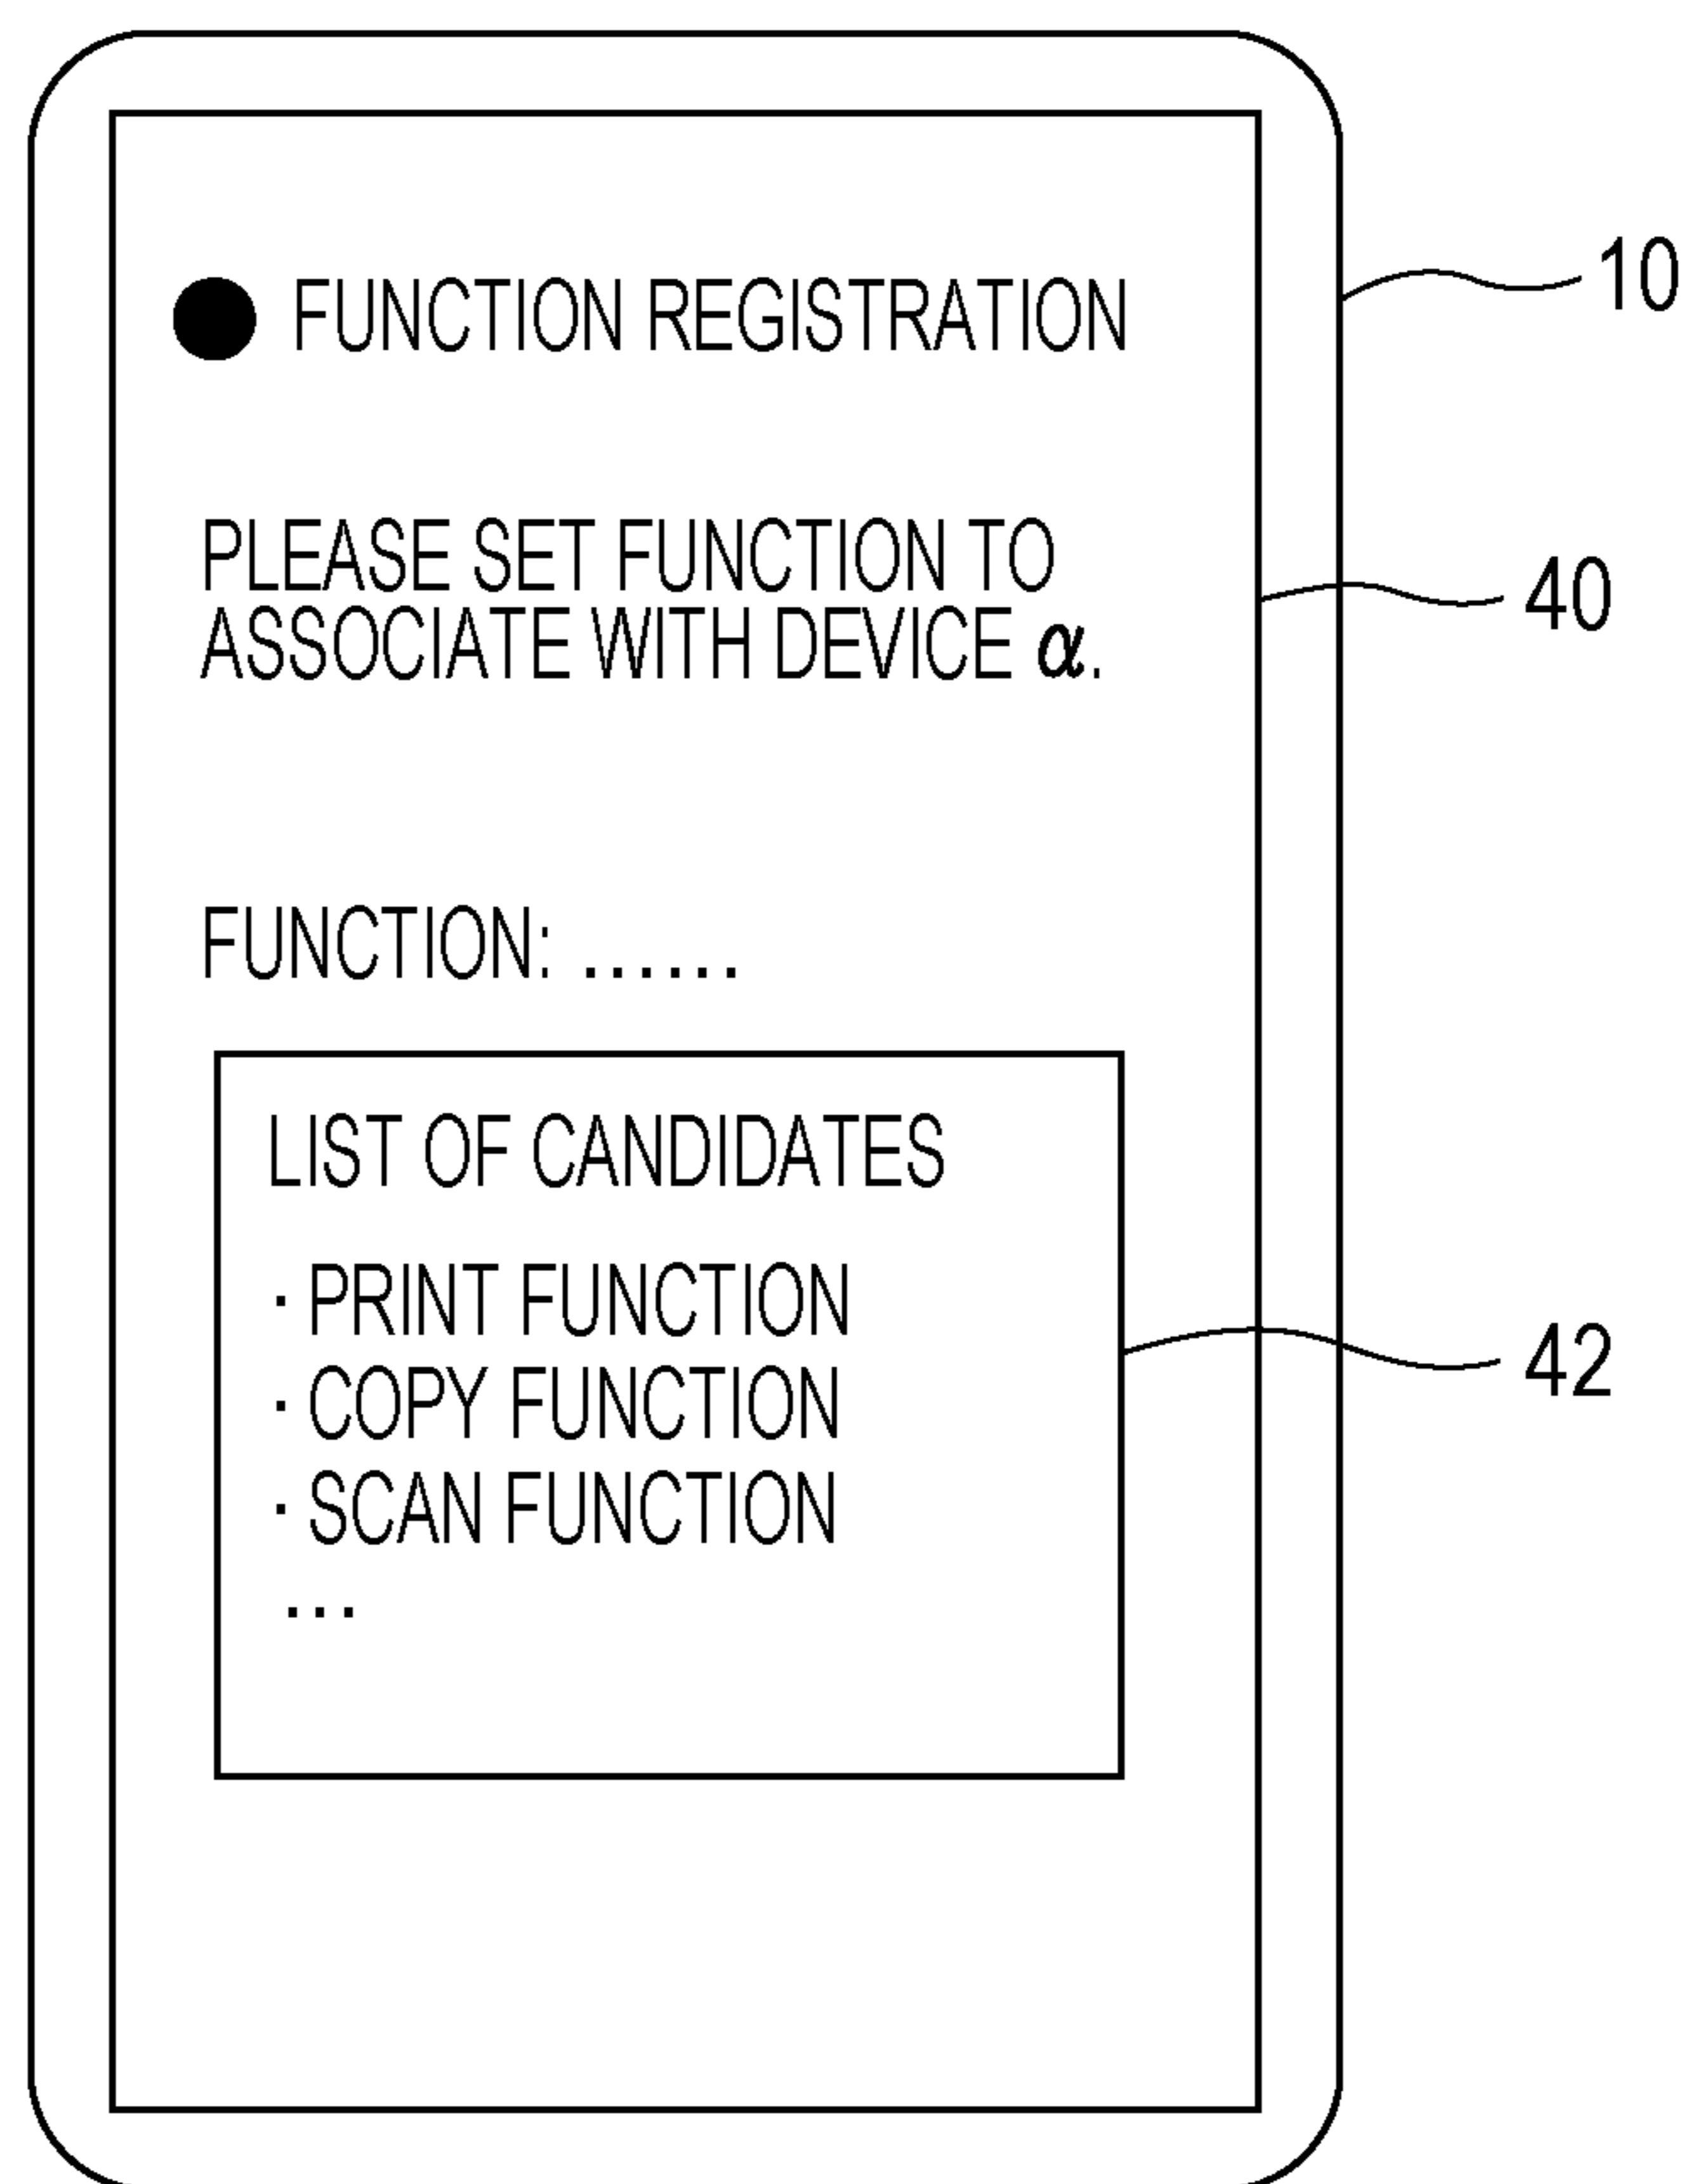 ● FUNCTION REGISTRATION
10
PLEASE SET FUNCTION TO
ASSOCIATE WITH DEVICE α.
40
FUNCTION: ......
LIST OF CANDIDATES
· PRINT FUNCTION
· COPY FUNCTION
· SCAN FUNCTION
...
42